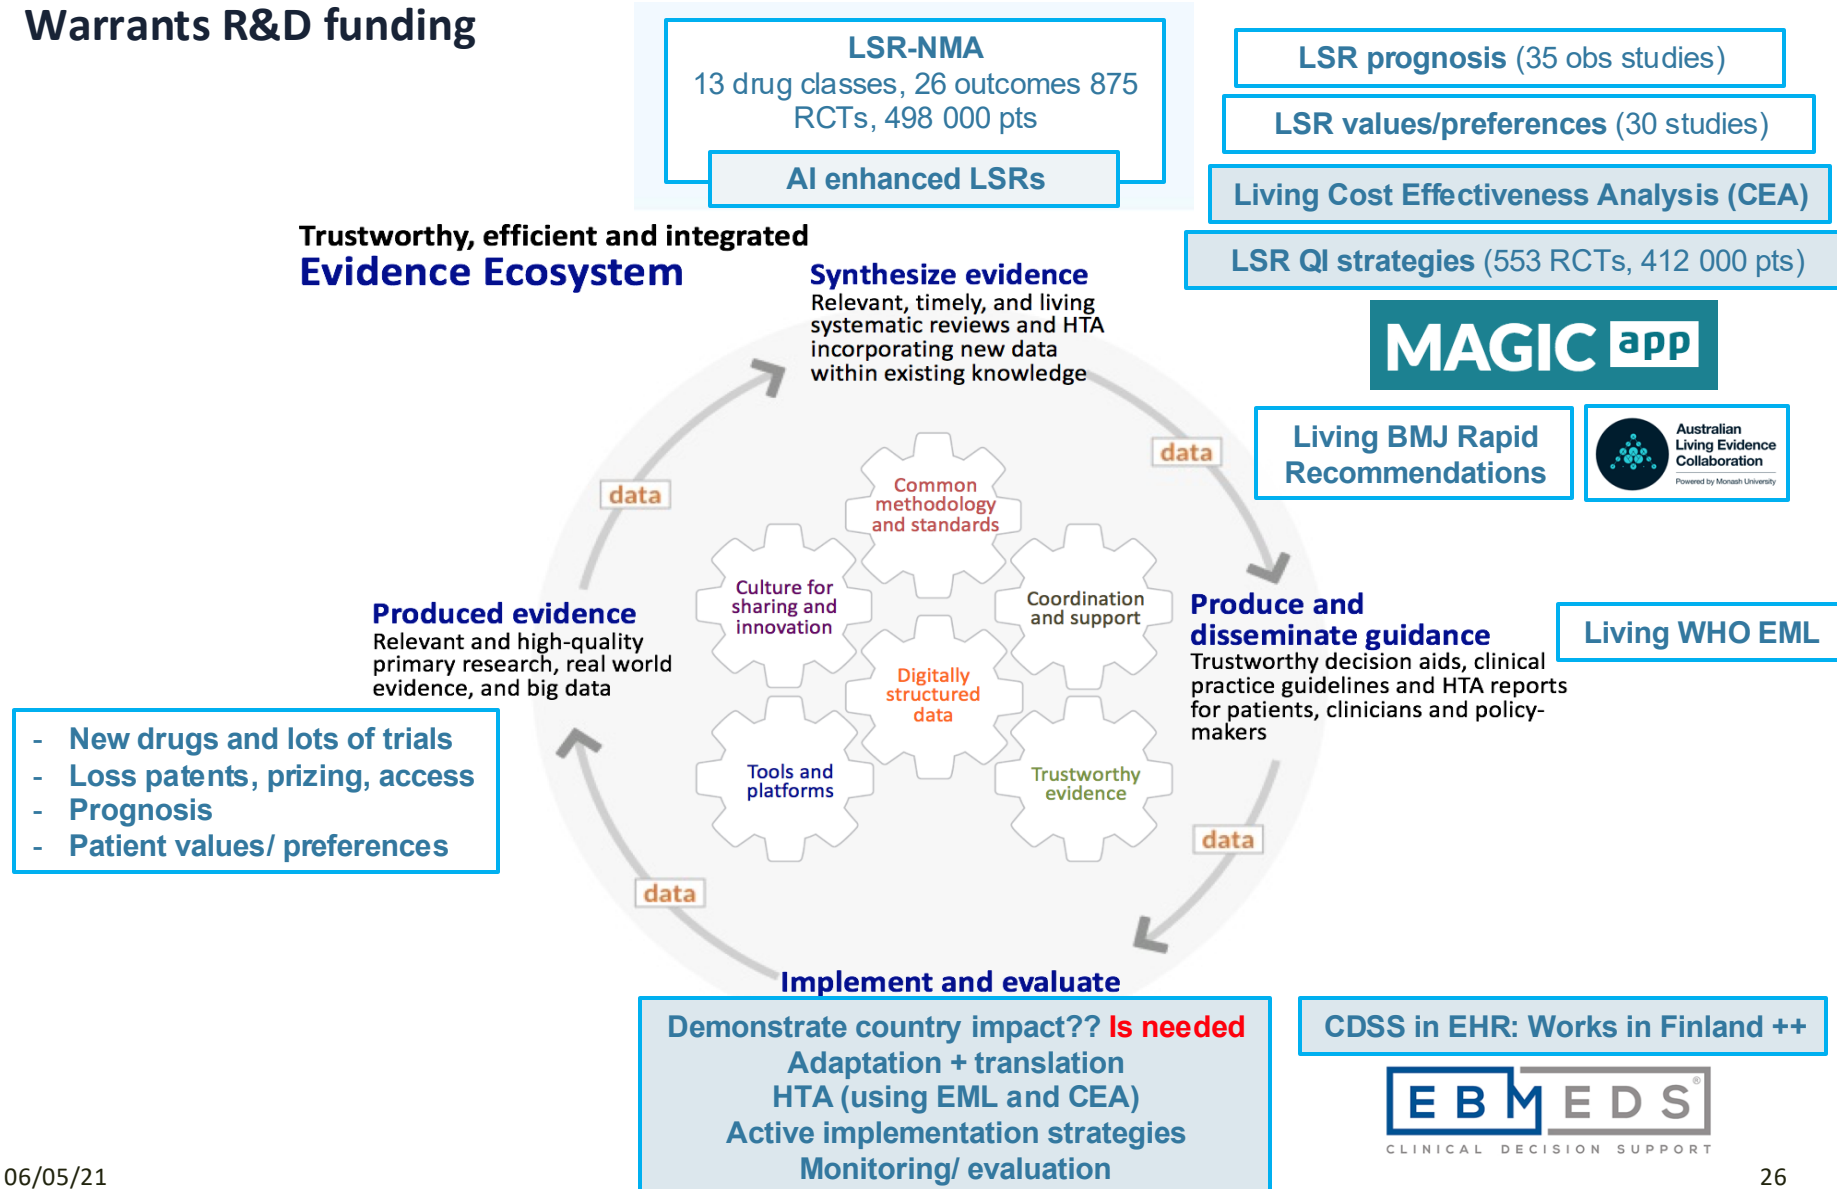 Warrants R&D funding
LSR-NMA
13 drug classes, 26 outcomes 875
RCTs, 498 000 pts
AI enhanced LSRs
LSR prognosis (35 obs studies)
LSR values/preferences (30 studies)
Living Cost Effectiveness Analysis (CEA)
LSR QI strategies (553 RCTs, 412 000 pts)
Trustworthy, efficient and integrated
Evidence Ecosystem
Synthesize evidence
Relevant, timely, and living
systematic reviews and HTA
incorporating new data
within existing knowledge
MAGIC app
Living BMJ Rapid
Recommendations
Australian
Living Evidence
Collaboration
Powered by Monash University
data
data
Common
methodology
and standards
Culture for
sharing and
innovation
Coordination
and support
Digitally
structured
data
Tools and
platforms
Trustworthy
evidence
Produced evidence
Relevant and high-quality
primary research, real world
evidence, and big data
Produce and
disseminate guidance
Trustworthy decision aids, clinical
practice guidelines and HTA reports
for patients, clinicians and policy-
makers
Living WHO EML
- New drugs and lots of trials
- Loss patents, prizing, access
- Prognosis
- Patient values/ preferences
data
data
Implement and evaluate
Demonstrate country impact?? Is needed
Adaptation + translation
HTA (using EML and CEA)
Active implementation strategies
Monitoring/ evaluation
CDSS in EHR: Works in Finland ++
EBMEDS®
CLINICAL DECISION SUPPORT
06/05/21
26